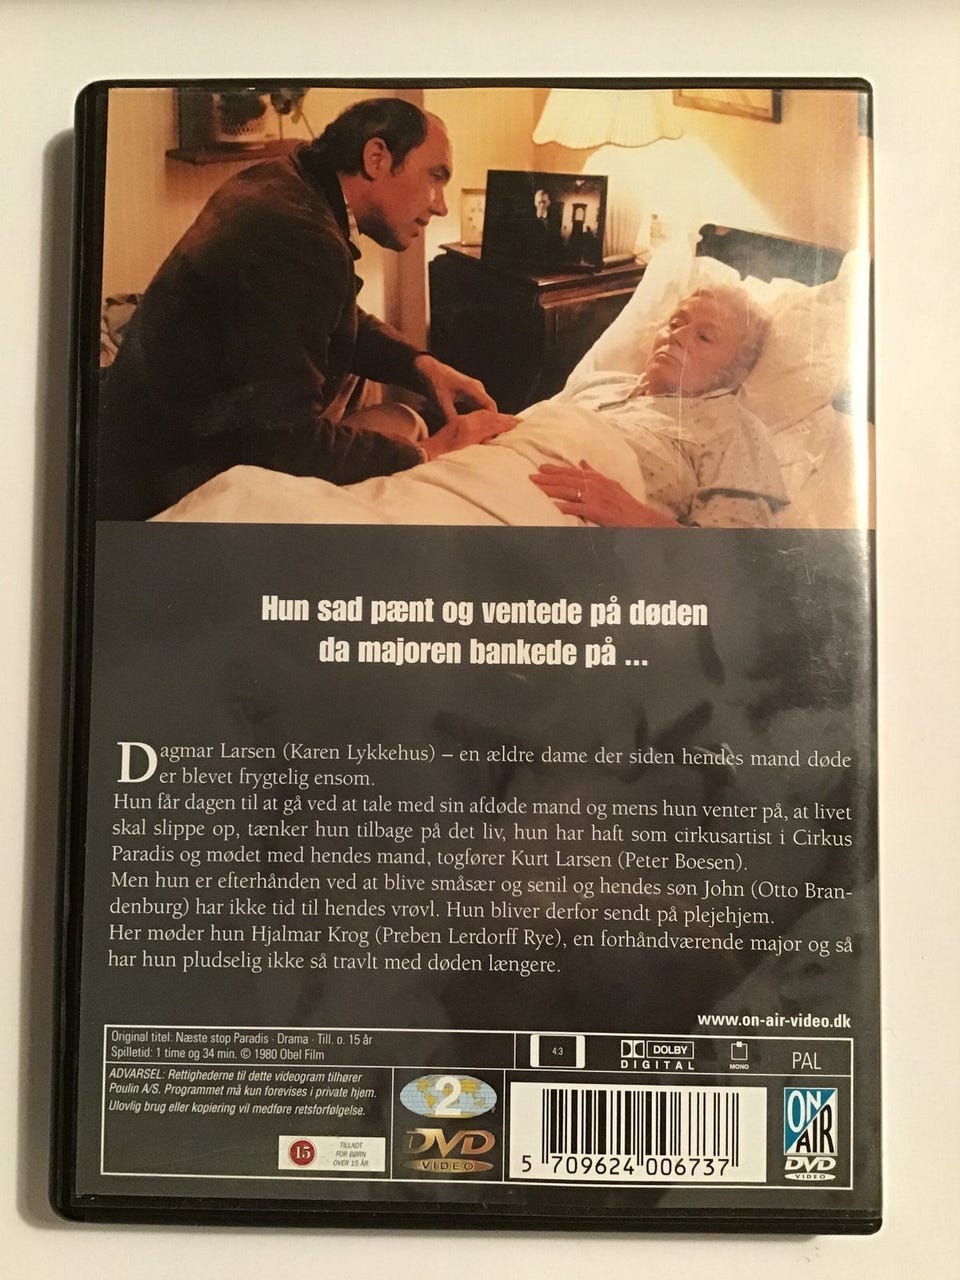 Hun sad pænt og ventede på døden
da majoren bankede på ...
Dagmar Larsen (Karen Lykkehus) – en ældre dame der siden hendes mand døde
er blevet frygtelig ensom.
Hun får dagen til at gå ved at tale med sin afdøde mand og mens hun venter på, at livet
skal slippe op, tænker hun tilbage på det liv, hun har haft som cirkusartist i Cirkus
Paradis og mødet med hendes mand, togfører Kurt Larsen (Peter Boesen).
Men hun er efterhånden ved at blive småsær og senil og hendes søn John (Otto Bran-
denburg) har ikke tid til hendes vrøvl. Hun bliver derfor sendt på plejehjem.
Her møder hun Hjalmar Krog (Preben Lerdorff Rye), en forhåndværende major og så
har hun pludselig ikke så travlt med døden længere.
www.on-air-video.dk
Original titel: Næste stop Paradis · Drama · Till. o. 15 år
Spilletid: 1 time og 34 min. © 1980 Obel Film
4:3
DOLBY
DIGITAL
MONO
PAL
ADVARSEL: Rettighederne til dette videogram tilhører
Poulin A/S. Programmet må kun forevises i private hjem.
Ulovlig brug eller kopiering vil medføre retsforfølgelse.
15
TILLADT
FOR BØRN
OVER 15 ÅR
2
DVD
VIDEO
5 709624 006737
ON
AIR
DVD
VIDEO